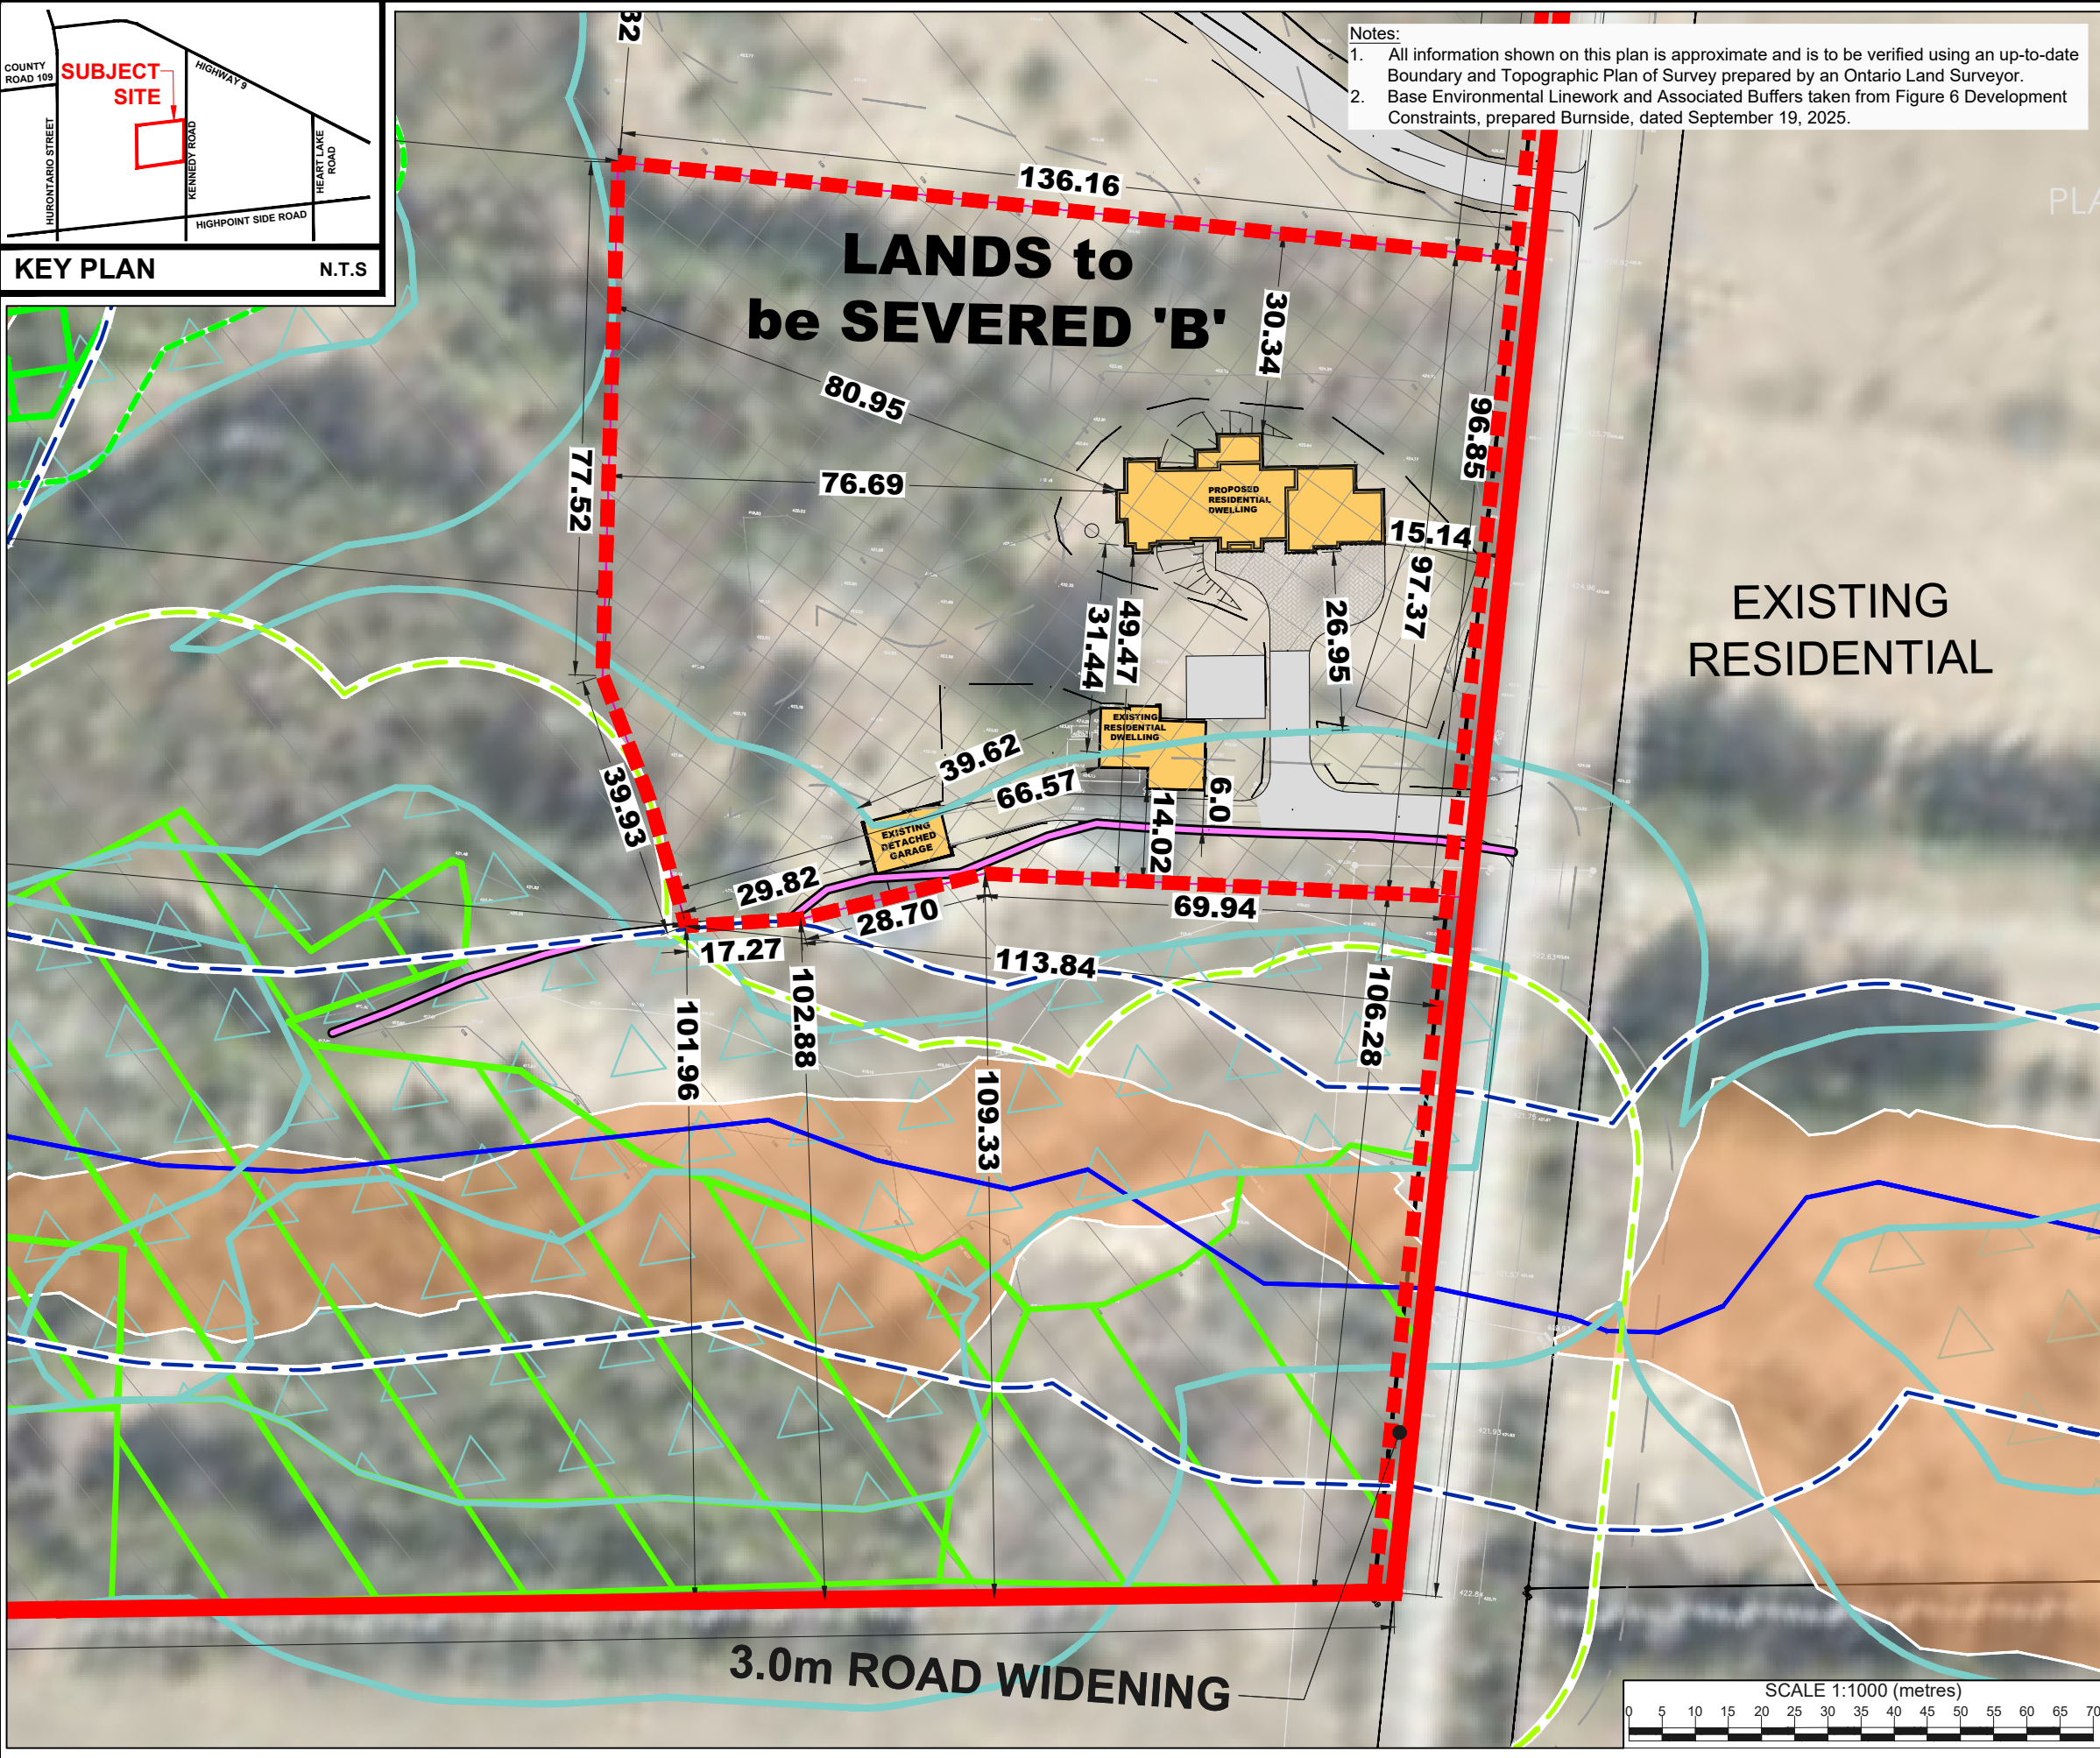 COUNTY
ROAD 109
SUBJECT
SITE
HIGHWAY 9
HURONTARIO STREET
KENNEDY ROAD
HEART LAKE
ROAD
HIGHPOINT SIDE ROAD
KEY PLAN
N.T.S
32
Notes:
1. All information shown on this plan is approximate and is to be verified using an up-to-date
Boundary and Topographic Plan of Survey prepared by an Ontario Land Surveyor.
2. Base Environmental Linework and Associated Buffers taken from Figure 6 Development
Constraints, prepared Burnside, dated September 19, 2025.
136.16
PLA
LANDS to
be SEVERED 'B'
30.34
80.95
96.85
77.52
76.69
PROPOSED
RESIDENTIAL
DWELLING
15.14
97.37
31.44
49.47
26.95
EXISTING
RESIDENTIAL
EXISTING
RESIDENTIAL
DWELLING
39.62
66.57
6.0
14.02
39.93
EXISTING
DETACHED
GARAGE
29.82
28.70
69.94
17.27
113.84
101.96
102.88
109.33
106.28
3.0m ROAD WIDENING
SCALE 1:1000 (metres)
0 5 10 15 20 25 30 35 40 45 50 55 60 65 70